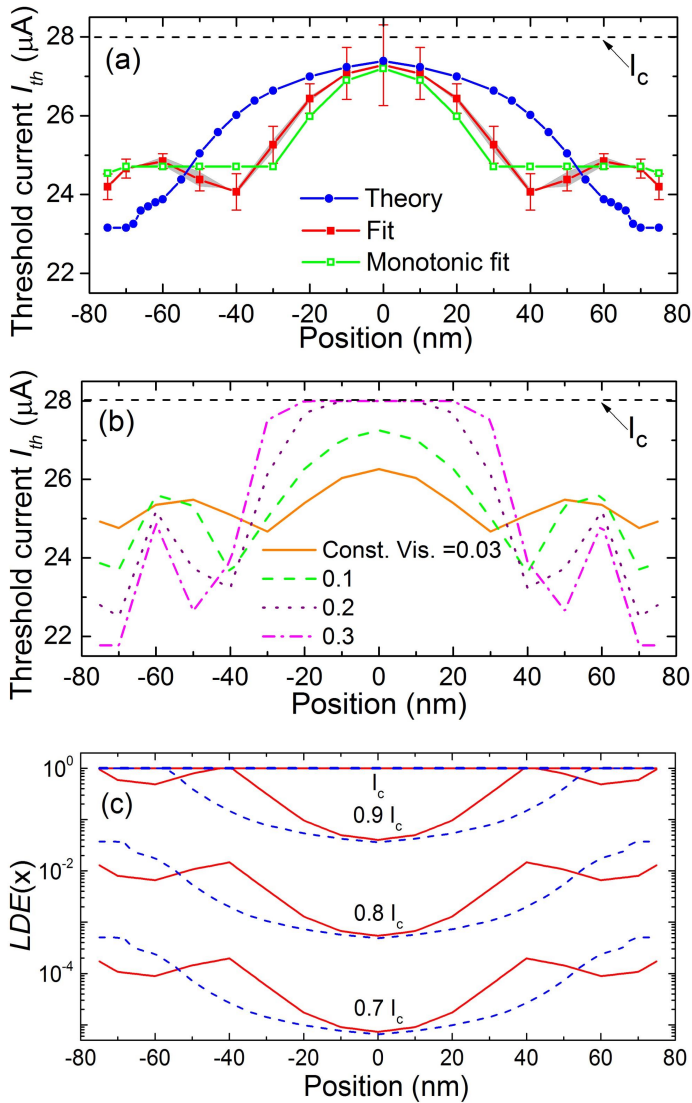 (a)
I_c
Threshold current I_th (μA)
28
26
24
22
Theory
Fit
Monotonic fit
-80 -60 -40 -20 0 20 40 60 80
Position (nm)
(b)
I_c
Threshold current I_th (μA)
28
26
24
22
Const. Vis. =0.03
0.1
0.2
0.3
-80 -60 -40 -20 0 20 40 60 80
Position (nm)
(c)
LDE(x)
10^0
10^-2
10^-4
I_c
0.9 I_c
0.8 I_c
0.7 I_c
-80 -60 -40 -20 0 20 40 60 80
Position (nm)